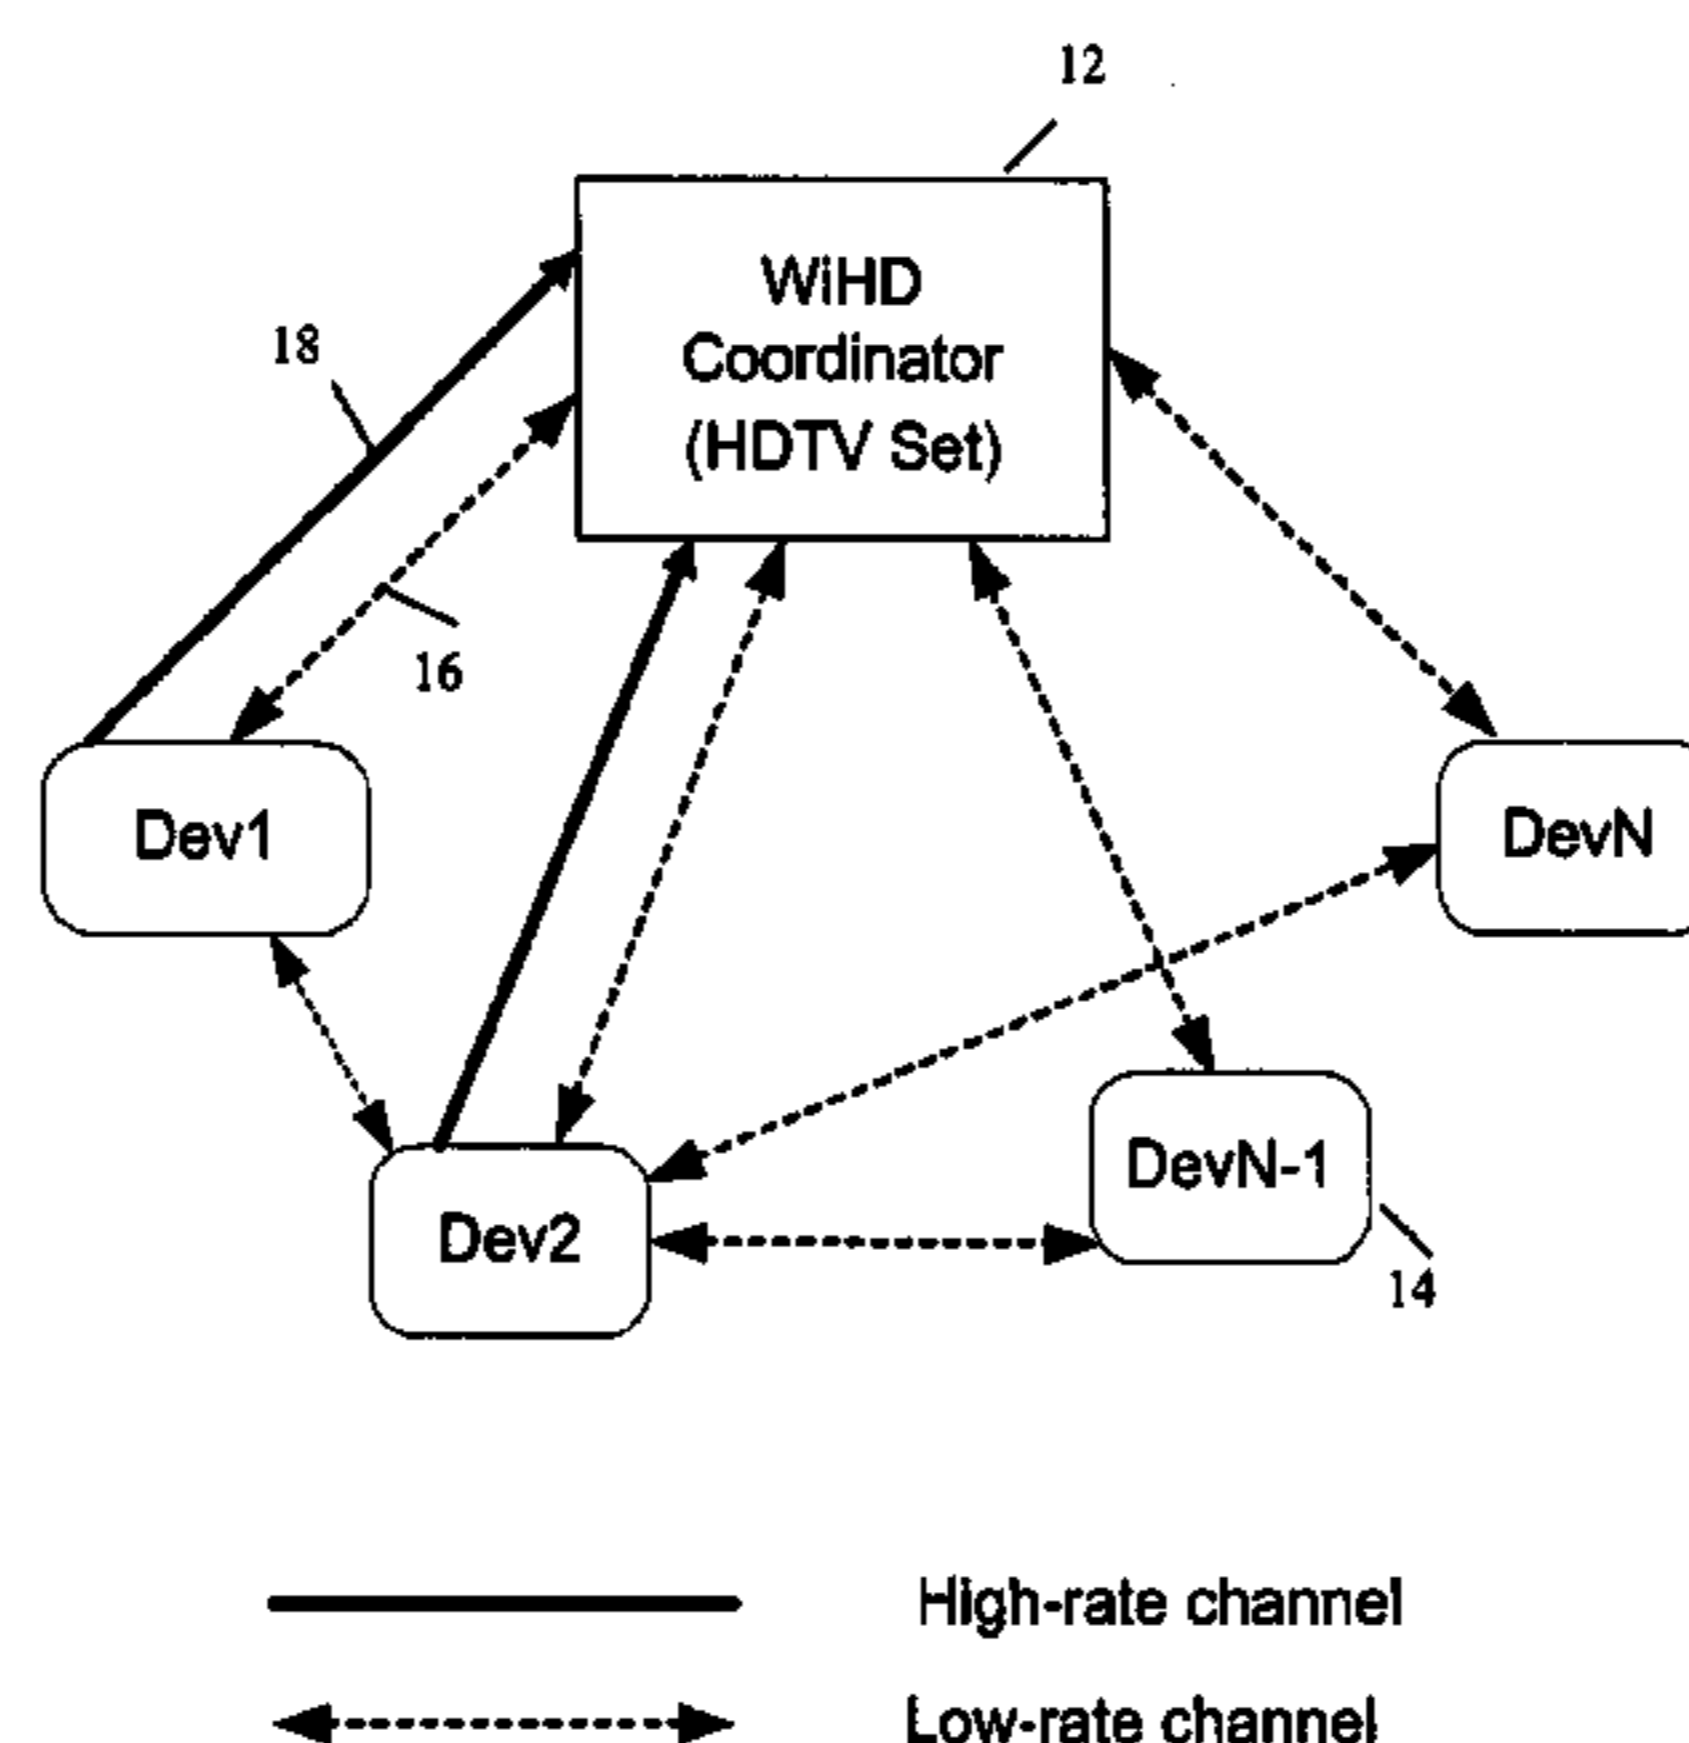 12
WiHD
Coordinator
(HDTV Set)
18
16
Dev1
DevN
DevN-1
Dev2
14
High-rate channel
Low-rate channel